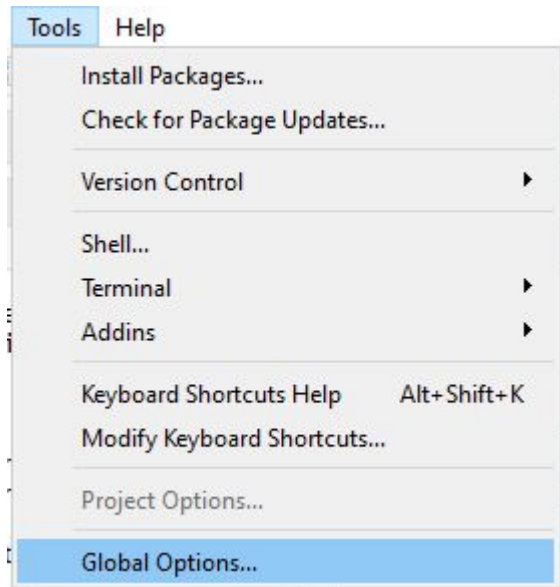 Tools Help
Install Packages...
Check for Package Updates...
Version Control
Shell...
Terminal
Addins
Keyboard Shortcuts Help Alt+Shift+K
Modify Keyboard Shortcuts...
Project Options...
Global Options...